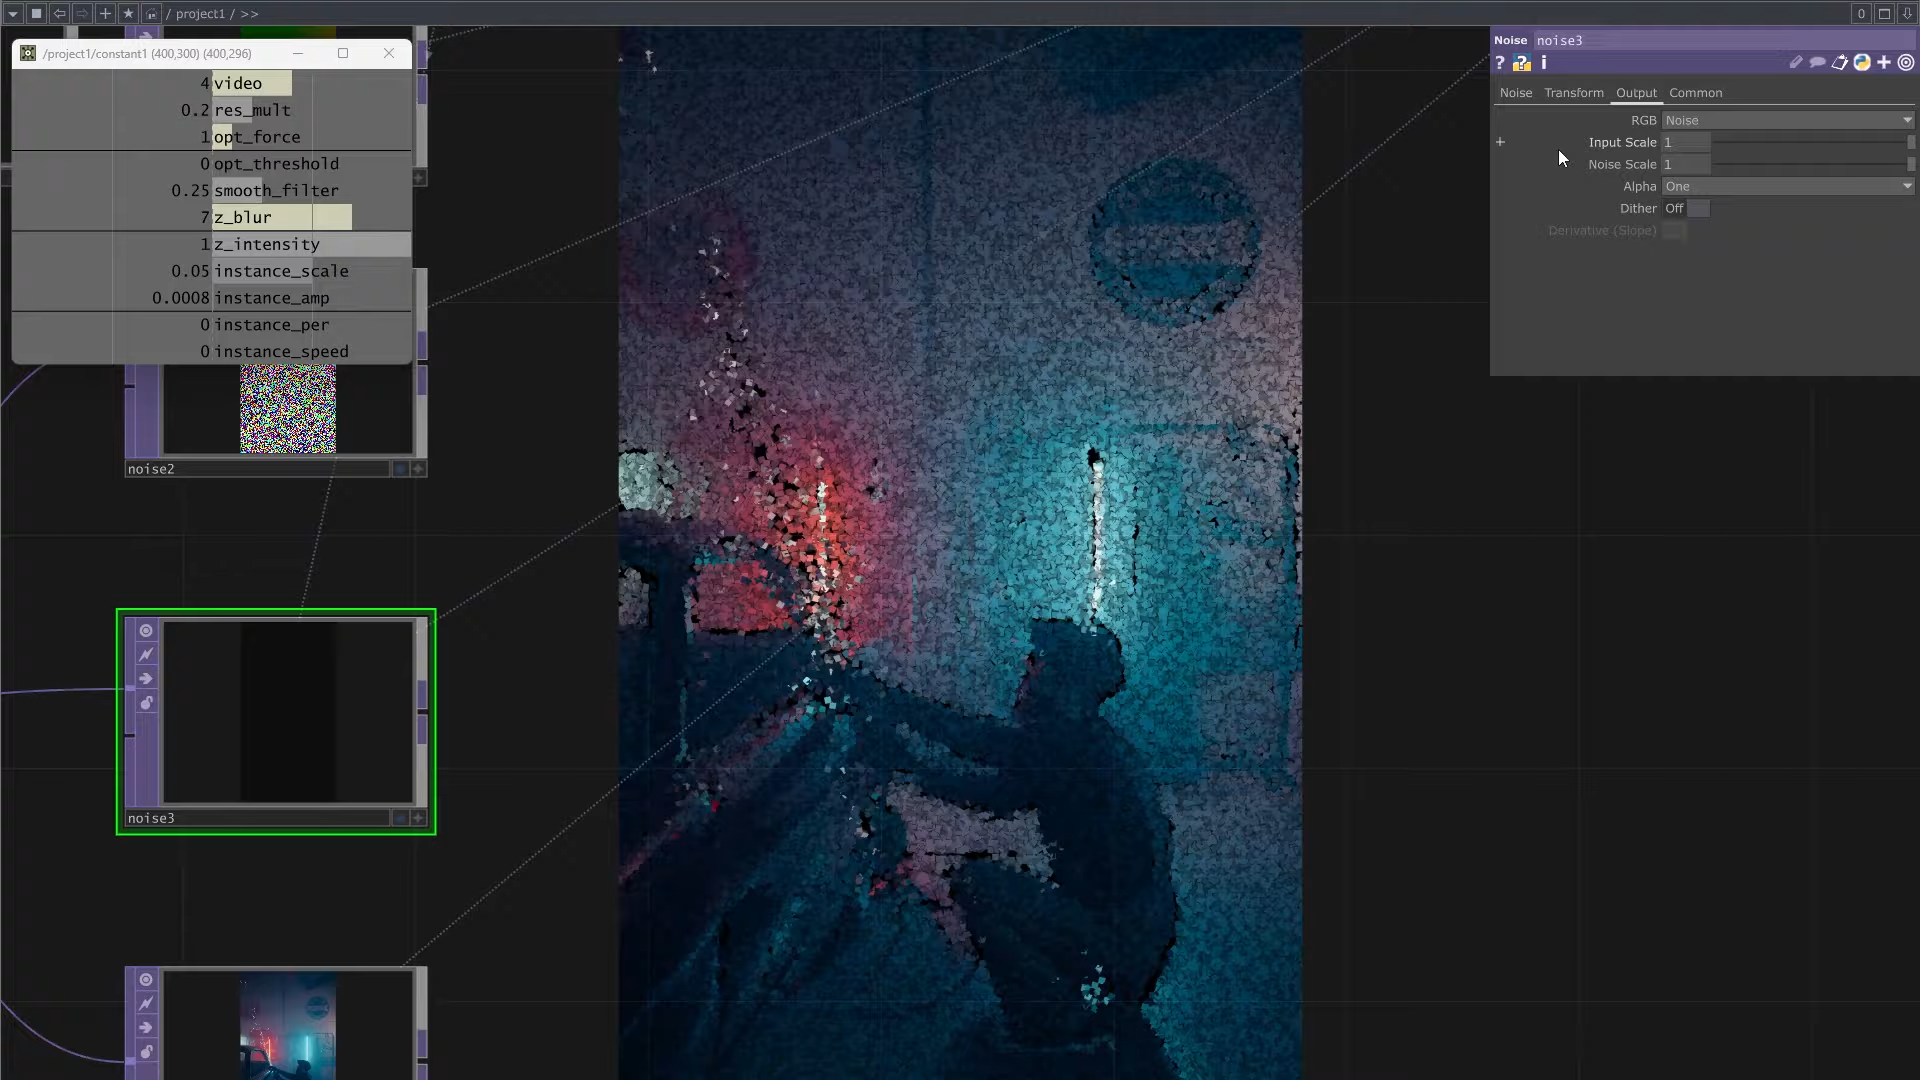 / project1 / >>
0
/project1/constant1 (400,300) (400,296)
4 video
0.2 res_mult
1 opt_force
0 opt_threshold
0.25 smooth_filter
7 z_blur
1 z_intensity
0.05 instance_scale
0.0008 instance_amp
0 instance_per
0 instance_speed
noise2
noise3
Noise noise3
? ? i
Noise Transform Output Common
RGB Noise
+ Input Scale 1
Noise Scale 1
Alpha One
Dither Off
Derivative (Slope)